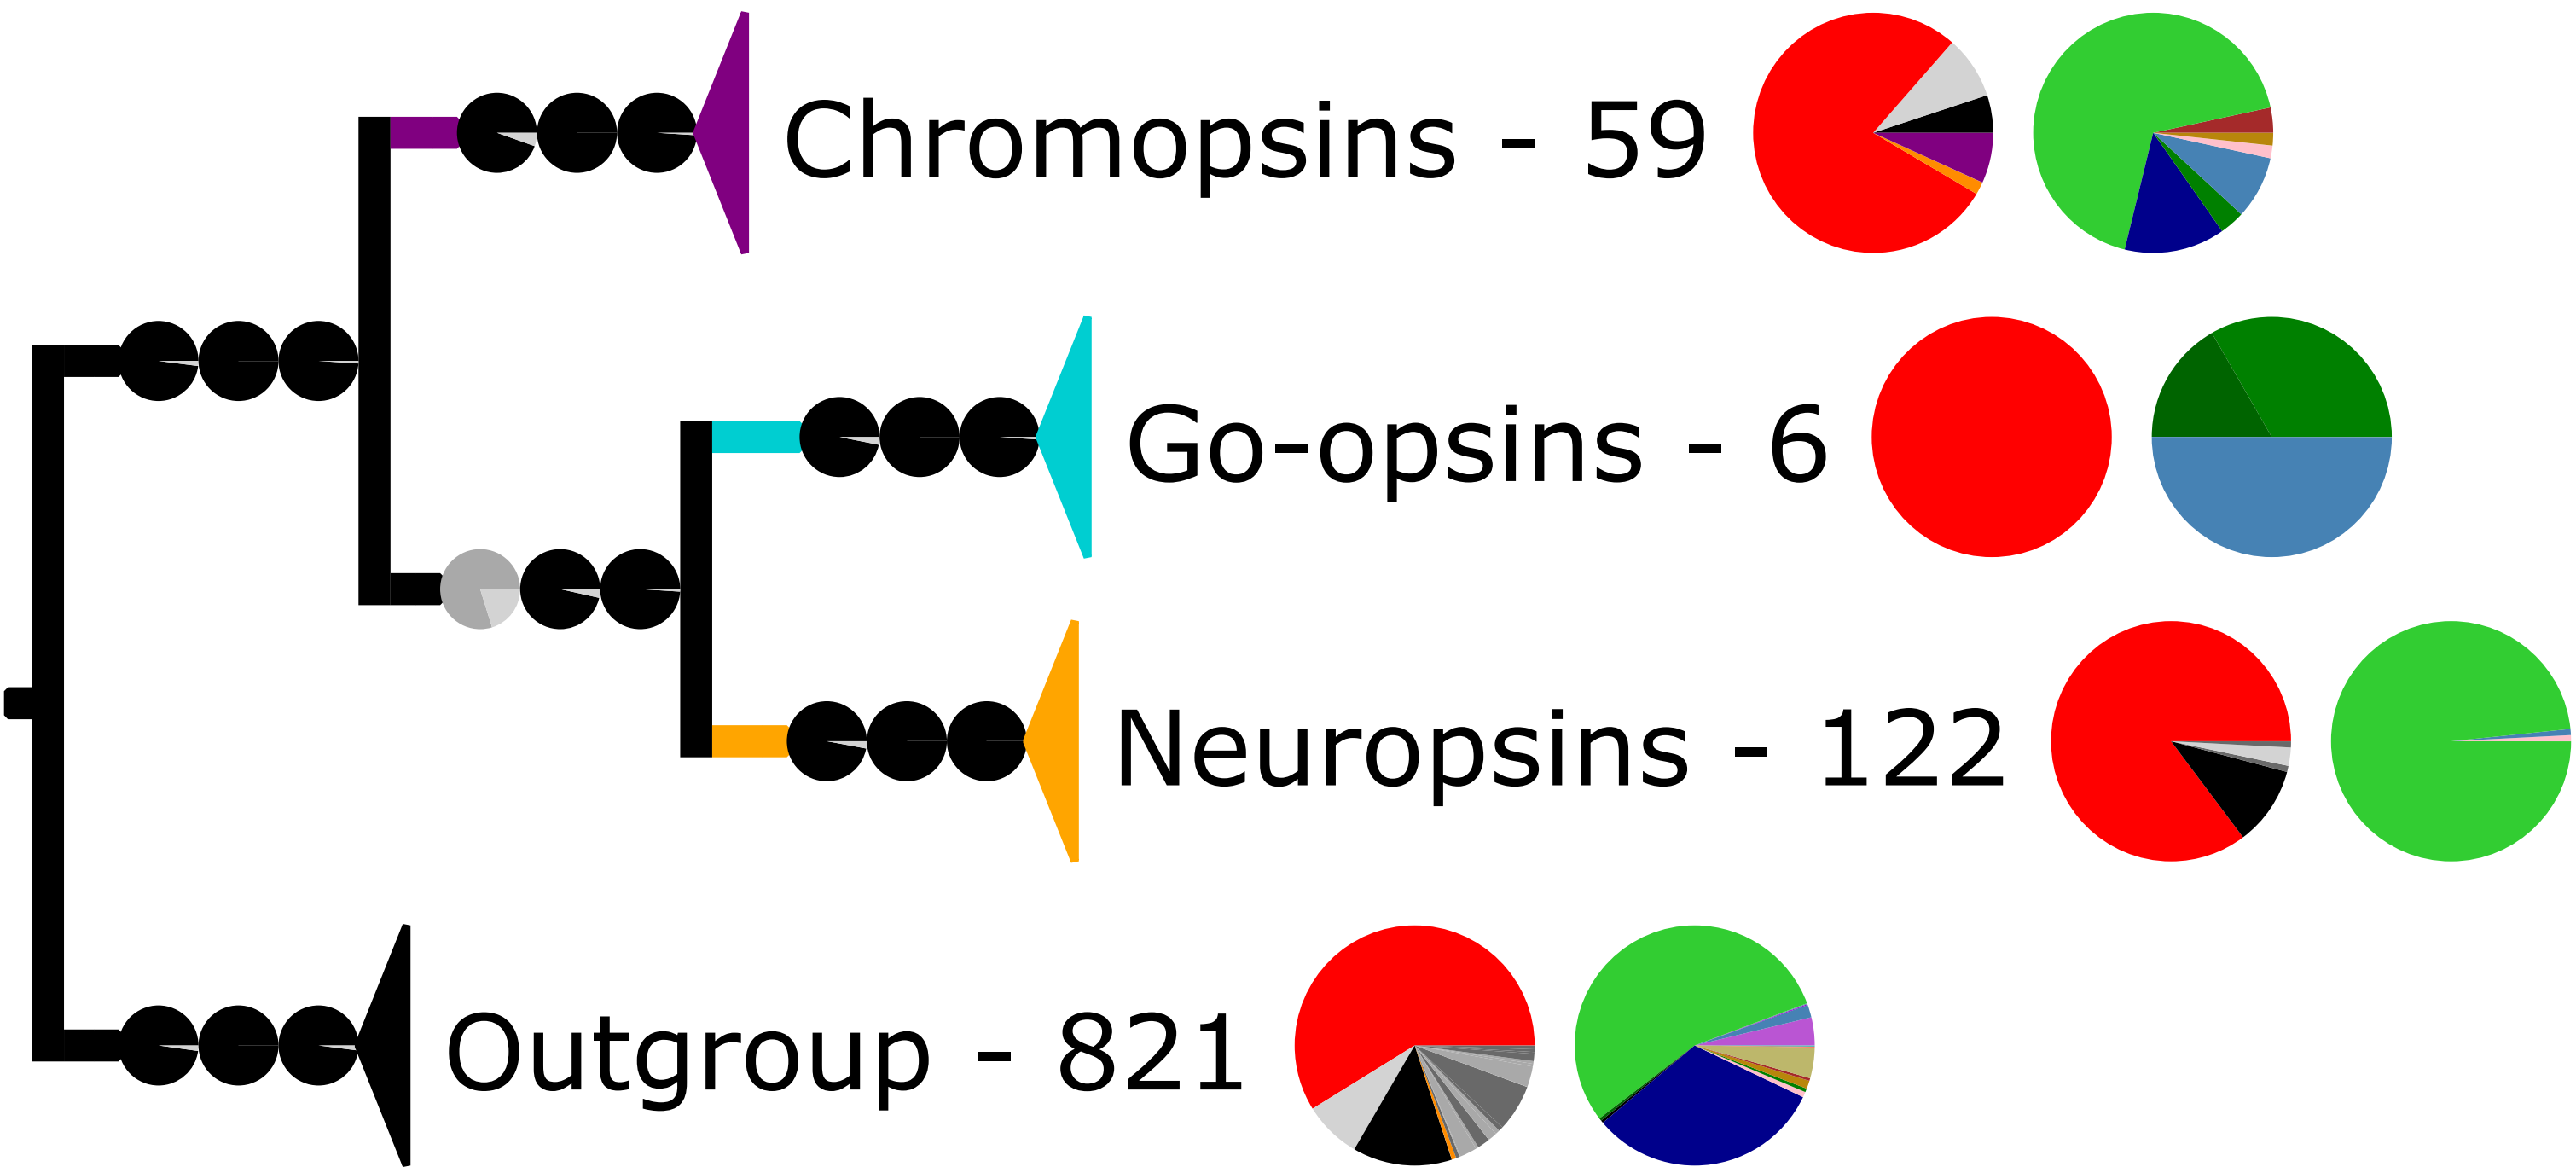 Chromopsins - 59
Go-opsins - 6
Neuropsins - 122
Outgroup - 821